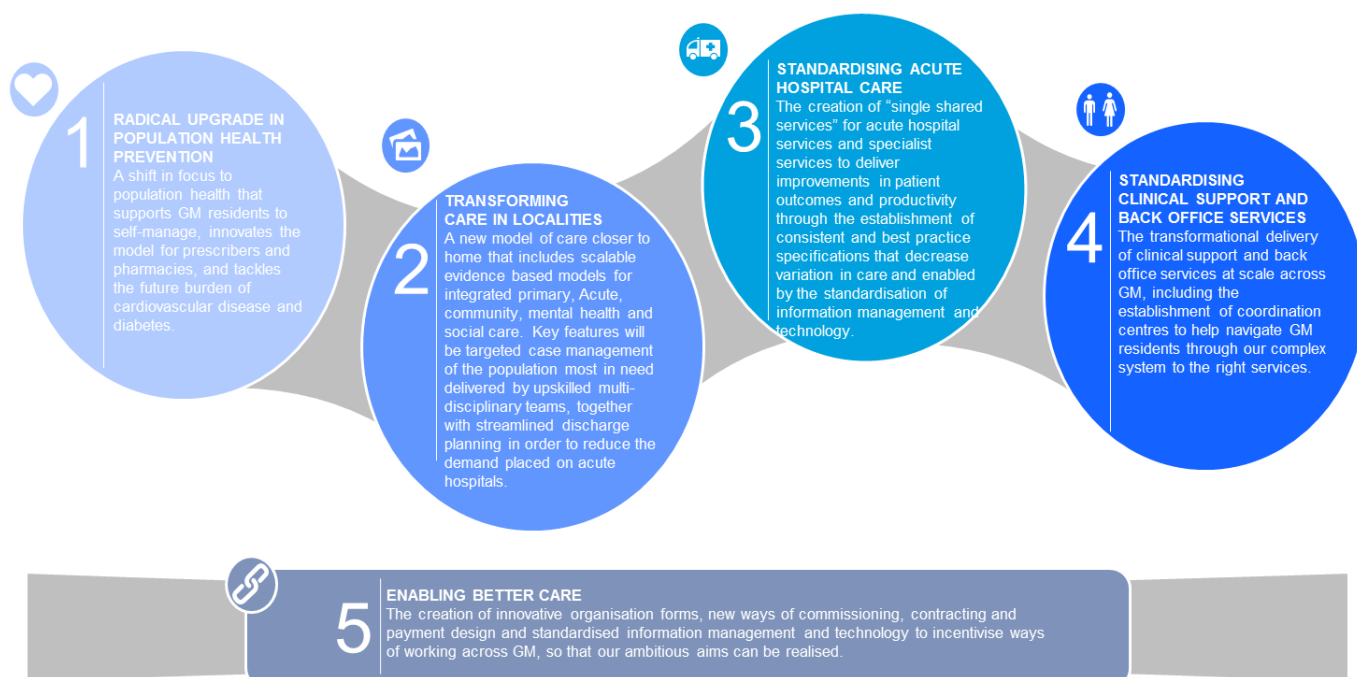 1
RADICAL UPGRADE IN
POPULATION HEALTH
PREVENTION
A shift in focus to
population health that
supports GM residents to
self-manage, innovates the
model for prescribers and
pharmacies, and tackles
the future burden of
cardiovascular disease and
diabetes.
2
TRANSFORMING
CARE IN LOCALITIES
A new model of care closer to
home that includes scalable
evidence based models for
integrated primary, Acute,
community, mental health and
social care. Key features will
be targeted case management
of the population most in need
delivered by upskilled multi-
disciplinary teams, together
with streamlined discharge
planning in order to reduce the
demand placed on acute
hospitals.
3
STANDARDISING ACUTE
HOSPITAL CARE
The creation of “single shared
services” for acute hospital
services and specialist
services to deliver
improvements in patient
outcomes and productivity
through the establishment of
consistent and best practice
specifications that decrease
variation in care and enabled
by the standardisation of
information management and
technology.
4
STANDARDISING
CLINICAL SUPPORT AND
BACK OFFICE SERVICES
The transformational delivery
of clinical support and back
office services at scale across
GM, including the
establishment of coordination
centres to help navigate GM
residents through our complex
system to the right services.
5
ENABLING BETTER CARE
The creation of innovative organisation forms, new ways of commissioning, contracting and
payment design and standardised information management and technology to incentivise ways
of working across GM, so that our ambitious aims can be realised.